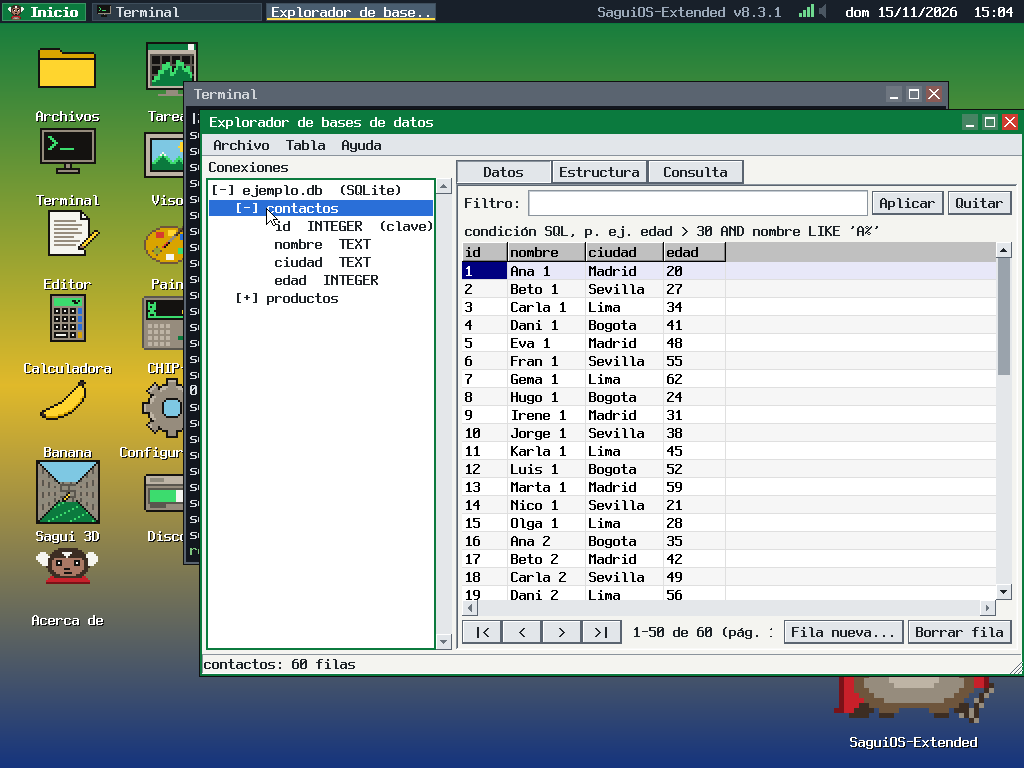 Inicio
Terminal
Explorador de base..
SaguiOS-Extended v8.3.1
dom 15/11/2026
15:04
Archivos
Terminal
Editor
Calculadora
CHIP
Banana
Sagui 3D
Acerca de
Terminal
Explorador de bases de datos
Archivo Tabla Ayuda
Conexiones
[-] ejemplo.db (SQLite)
[-] contactos
id INTEGER (clave)
nombre TEXT
ciudad TEXT
edad INTEGER
[+] productos
Datos Estructura Consulta
Filtro:
Aplicar Quitar
condición SQL, p. ej. edad > 30 AND nombre LIKE 'A%'
id nombre ciudad edad
1 Ana 1 Madrid 20
2 Beto 1 Sevilla 27
3 Carla 1 Lima 34
4 Dani 1 Bogota 41
5 Eva 1 Madrid 48
6 Fran 1 Sevilla 55
7 Gema 1 Lima 62
8 Hugo 1 Bogota 24
9 Irene 1 Madrid 31
10 Jorge 1 Sevilla 38
11 Karla 1 Lima 45
12 Luis 1 Bogota 52
13 Marta 1 Madrid 59
14 Nico 1 Sevilla 21
15 Olga 1 Lima 28
16 Ana 2 Bogota 35
17 Beto 2 Madrid 42
18 Carla 2 Sevilla 49
19 Dani 2 Lima 56
|< < > >| 1-50 de 60 (pág. Fila nueva... Borrar fila
contactos: 60 filas
SaguiOS-Extended